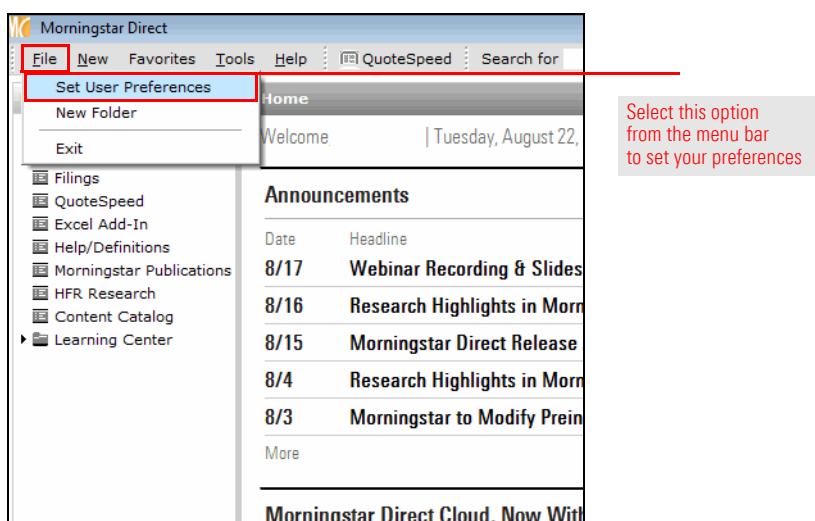 Morningstar Direct
File New Favorites Tools Help QuoteSpeed Search for
Set User Preferences
New Folder
Exit
Home
Welcome | Tuesday, August 22,
Select this option
from the menu bar
to set your preferences
Filings
QuoteSpeed
Excel Add-In
Help/Definitions
Morningstar Publications
HFR Research
Content Catalog
Learning Center
Announcements
Date Headline
8/17 Webinar Recording & Slides
8/16 Research Highlights in Morn
8/15 Morningstar Direct Release
8/4 Research Highlights in Morn
8/3 Morningstar to Modify Prein
More
Morningstar Direct Cloud, Now With